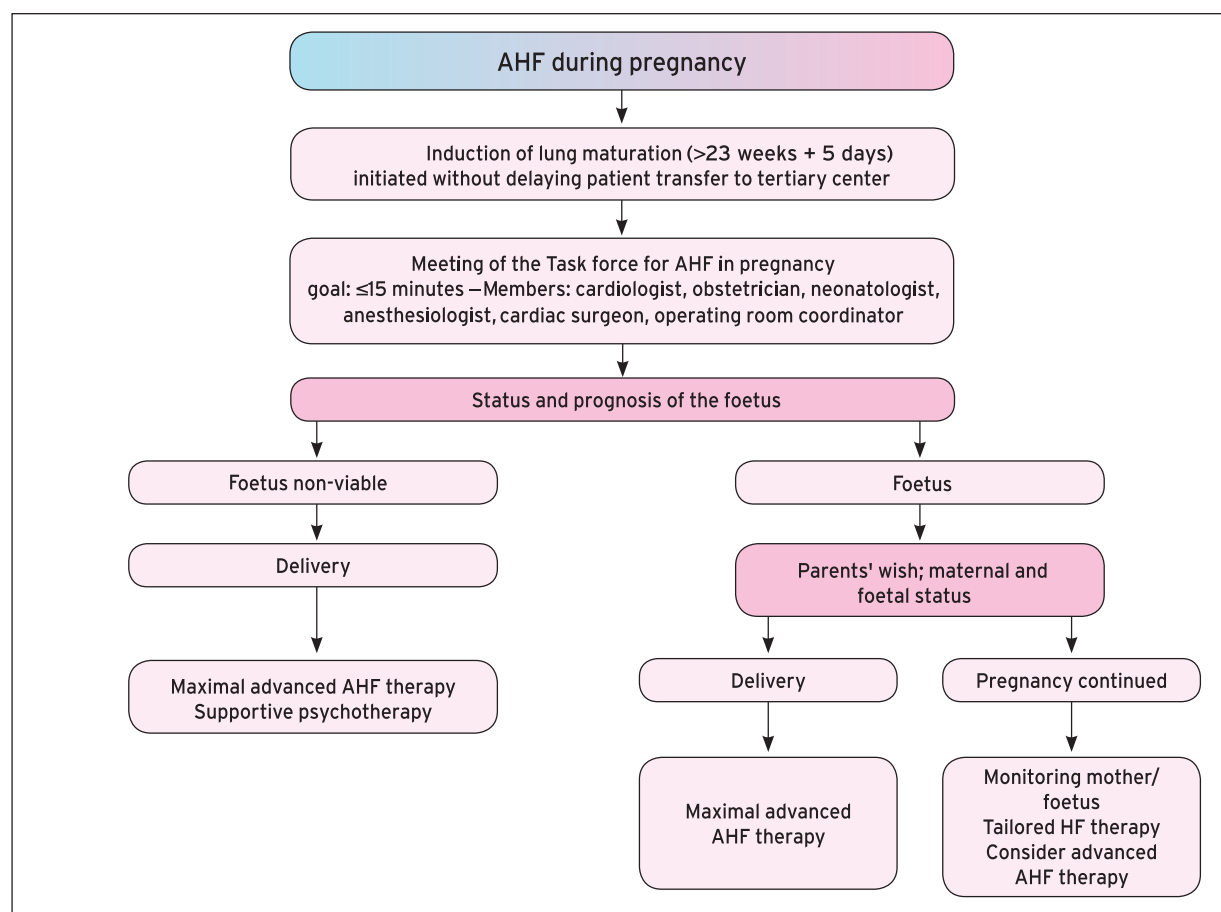 AHF during pregnancy
Induction of lung maturation (>23 weeks + 5 days)
initiated without delaying patient transfer to tertiary center
Meeting of the Task force for AHF in pregnancy
goal: ≤15 minutes –Members: cardiologist, obstetrician, neonatologist,
anesthesiologist, cardiac surgeon, operating room coordinator
Status and prognosis of the foetus
Foetus non-viable
Foetus
Delivery
Parents' wish; maternal and
foetal status
Maximal advanced AHF therapy
Supportive psychotherapy
Delivery
Pregnancy continued
Maximal advanced
AHF therapy
Monitoring mother/
foetus
Tailored HF therapy
Consider advanced
AHF therapy